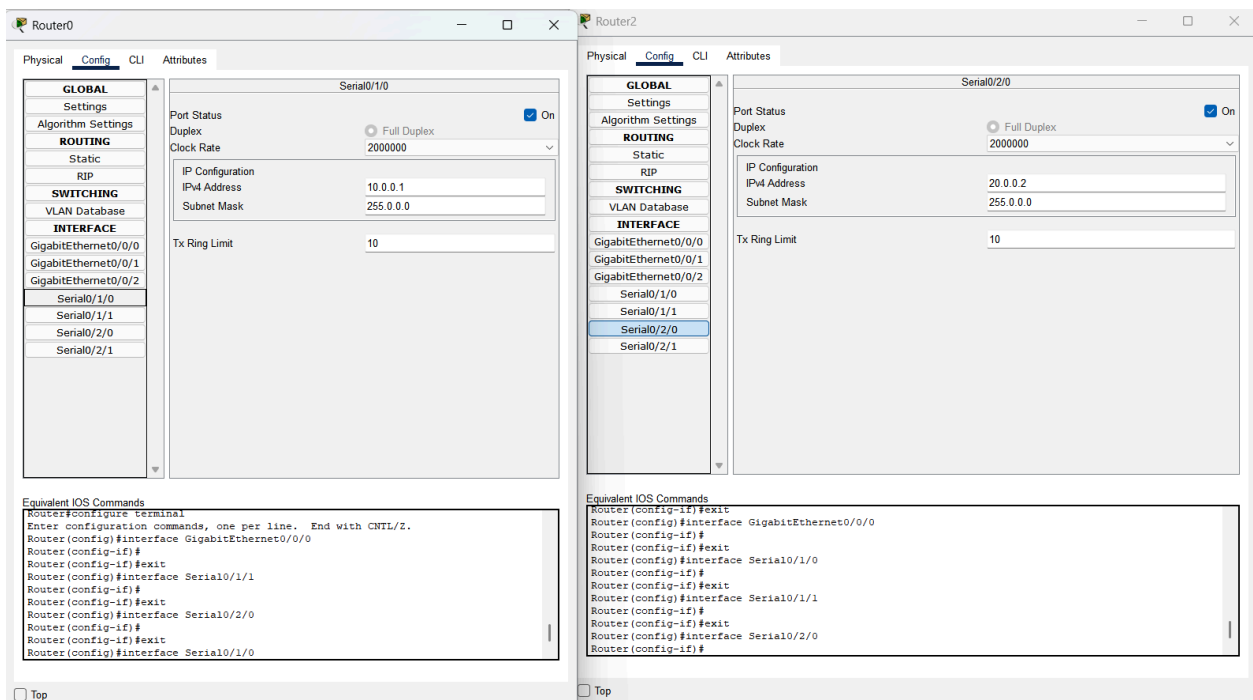 Router0
Physical Config CLI Attributes
GLOBAL
Settings
Algorithm Settings
ROUTING
Static
RIP
SWITCHING
VLAN Database
INTERFACE
GigabitEthernet0/0/0
GigabitEthernet0/0/1
GigabitEthernet0/0/2
Serial0/1/0
Serial0/1/1
Serial0/2/0
Serial0/2/1
Serial0/1/0
Port Status On
Duplex Full Duplex
Clock Rate 2000000
IP Configuration
IPv4 Address 10.0.0.1
Subnet Mask 255.0.0.0
Tx Ring Limit 10
Equivalent IOS Commands
Router#configure terminal
Enter configuration commands, one per line. End with CNTL/Z.
Router(config)#interface GigabitEthernet0/0/0
Router(config-if)#
Router(config-if)#exit
Router(config)#interface Serial0/1/1
Router(config-if)#
Router(config-if)#exit
Router(config)#interface Serial0/2/0
Router(config-if)#
Router(config-if)#exit
Router(config)#interface Serial0/1/0
Top
Router2
Physical Config CLI Attributes
GLOBAL
Settings
Algorithm Settings
ROUTING
Static
RIP
SWITCHING
VLAN Database
INTERFACE
GigabitEthernet0/0/0
GigabitEthernet0/0/1
GigabitEthernet0/0/2
Serial0/1/0
Serial0/1/1
Serial0/2/0
Serial0/2/1
Serial0/2/0
Port Status On
Duplex Full Duplex
Clock Rate 2000000
IP Configuration
IPv4 Address 20.0.0.2
Subnet Mask 255.0.0.0
Tx Ring Limit 10
Equivalent IOS Commands
Router(config-if)#exit
Router(config)#interface GigabitEthernet0/0/0
Router(config-if)#
Router(config-if)#exit
Router(config)#interface Serial0/1/0
Router(config-if)#
Router(config-if)#exit
Router(config)#interface Serial0/1/1
Router(config-if)#
Router(config-if)#exit
Router(config)#interface Serial0/2/0
Router(config-if)#
Top